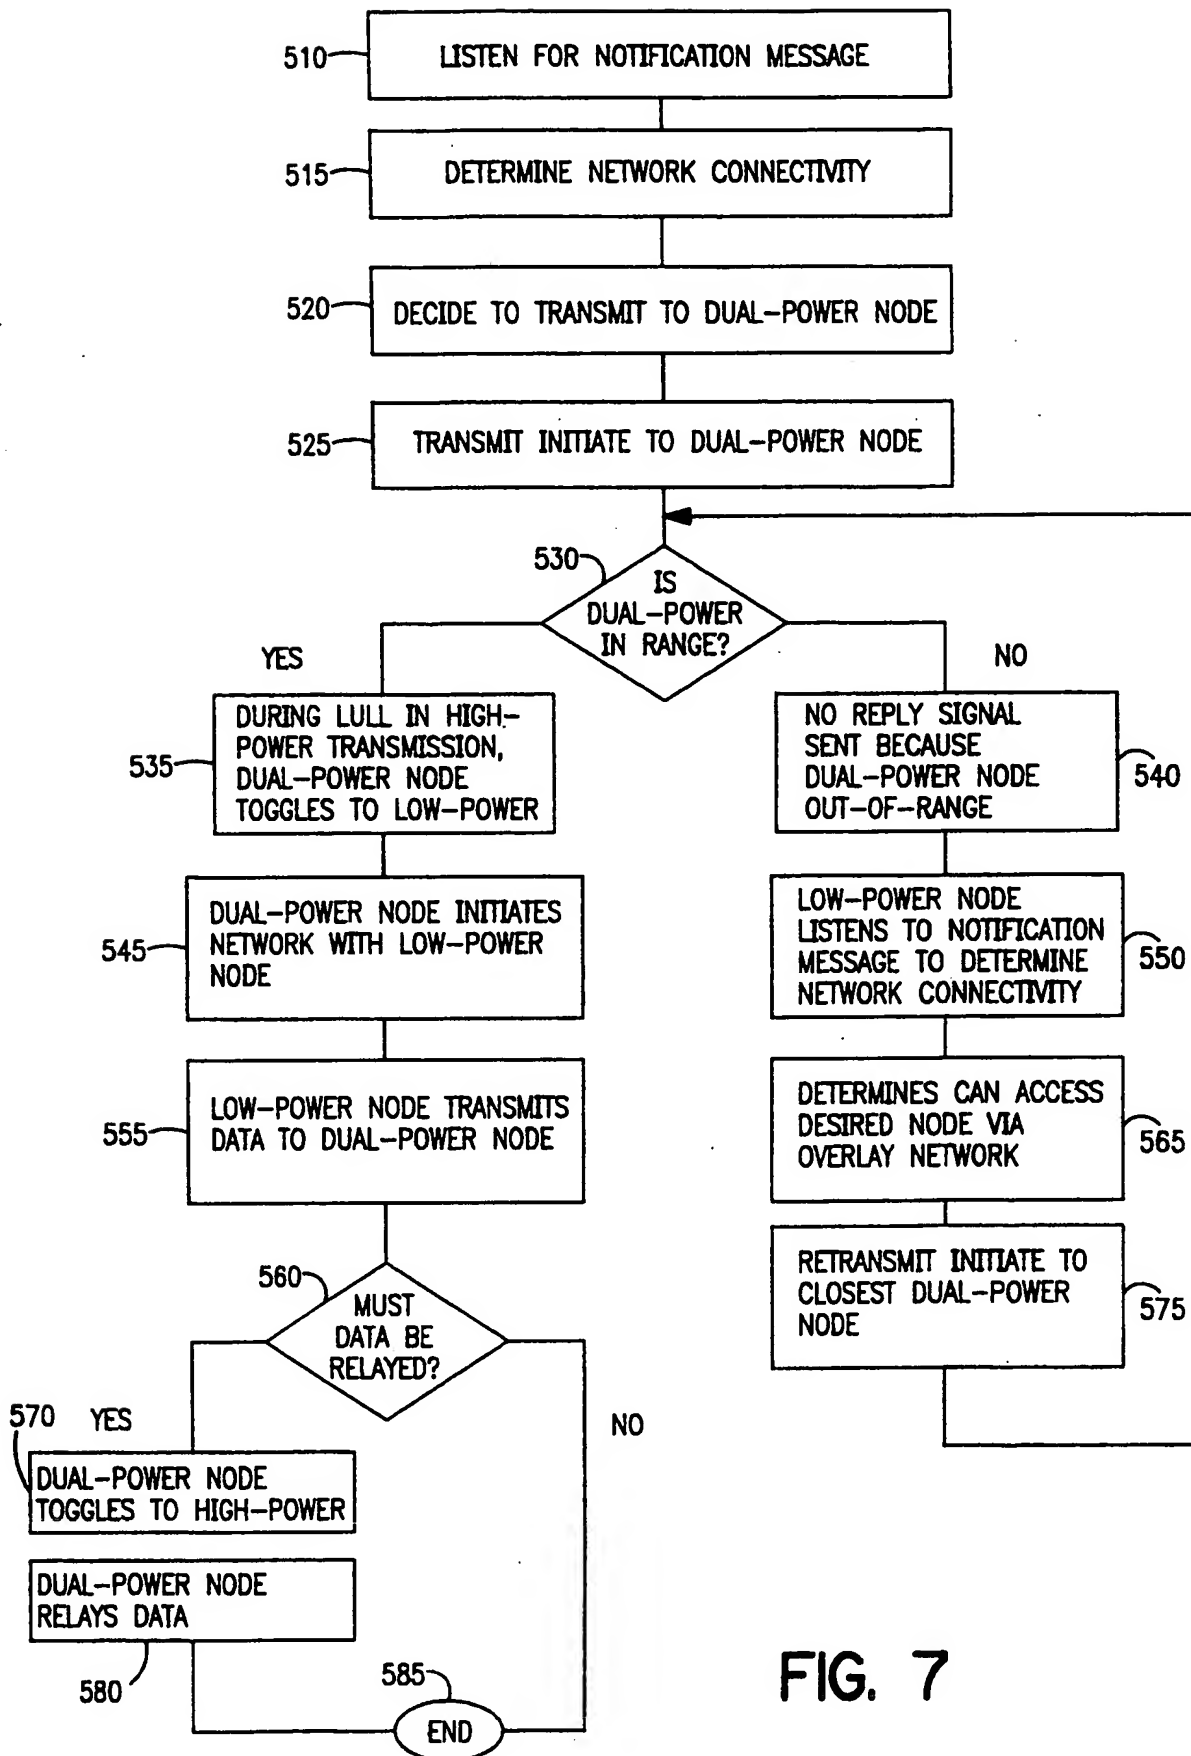 510
LISTEN FOR NOTIFICATION MESSAGE
515
DETERMINE NETWORK CONNECTIVITY
520
DECIDE TO TRANSMIT TO DUAL-POWER NODE
525
TRANSMIT INITIATE TO DUAL-POWER NODE
530
IS
DUAL-POWER
IN RANGE?
YES
NO
535
DURING LULL IN HIGH-
POWER TRANSMISSION,
DUAL-POWER NODE
TOGGLES TO LOW-POWER
NO REPLY SIGNAL
SENT BECAUSE
DUAL-POWER NODE
OUT-OF-RANGE
540
545
DUAL-POWER NODE INITIATES
NETWORK WITH LOW-POWER
NODE
LOW-POWER NODE
LISTENS TO NOTIFICATION
MESSAGE TO DETERMINE
NETWORK CONNECTIVITY
550
555
LOW-POWER NODE TRANSMITS
DATA TO DUAL-POWER NODE
DETERMINES CAN ACCESS
DESIRED NODE VIA
OVERLAY NETWORK
565
560
MUST
DATA BE
RELAYED?
RETRANSMIT INITIATE TO
CLOSEST DUAL-POWER
NODE
575
570
YES
NO
DUAL-POWER NODE
TOGGLES TO HIGH-POWER
DUAL-POWER NODE
RELAYS DATA
580
585
END
FIG. 7